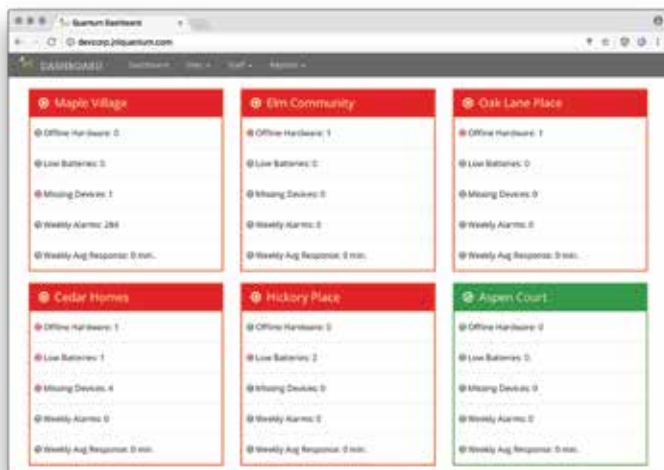 Quantum Dashboard
devcorp.jnlquantum.com
DASHBOARD Dashboard Sites Staff Reports
Maple Village
Offline Hardware: 0
Low Batteries: 0
Missing Devices: 1
Weekly Alarms: 284
Weekly Avg Response: 0 min.
Elm Community
Offline Hardware: 1
Low Batteries: 0
Missing Devices: 0
Weekly Alarms: 0
Weekly Avg Response: 0 min.
Oak Lane Place
Offline Hardware: 1
Low Batteries: 0
Missing Devices: 0
Weekly Alarms: 0
Weekly Avg Response: 0 min.
Cedar Homes
Offline Hardware: 1
Low Batteries: 1
Missing Devices: 4
Weekly Alarms: 0
Weekly Avg Response: 0 min.
Hickory Place
Offline Hardware: 0
Low Batteries: 2
Missing Devices: 0
Weekly Alarms: 0
Weekly Avg Response: 0 min.
Aspen Court
Offline Hardware: 0
Low Batteries: 0
Missing Devices: 0
Weekly Alarms: 0
Weekly Avg Response: 0 min.